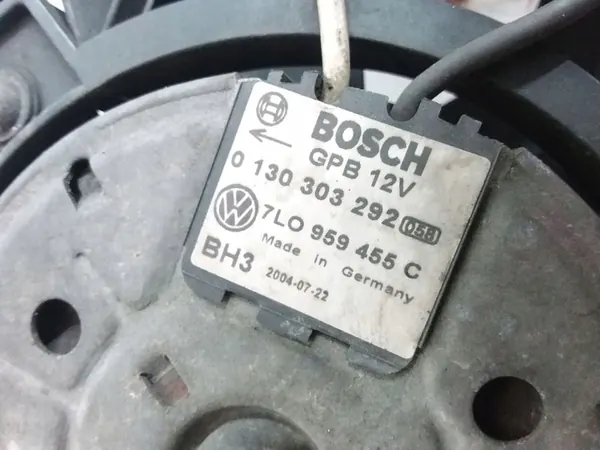 BOSCH
GPB 12V
0 130 303 292 058
7L0 959 455 C
Made in Germany
BH3 2004-07-22